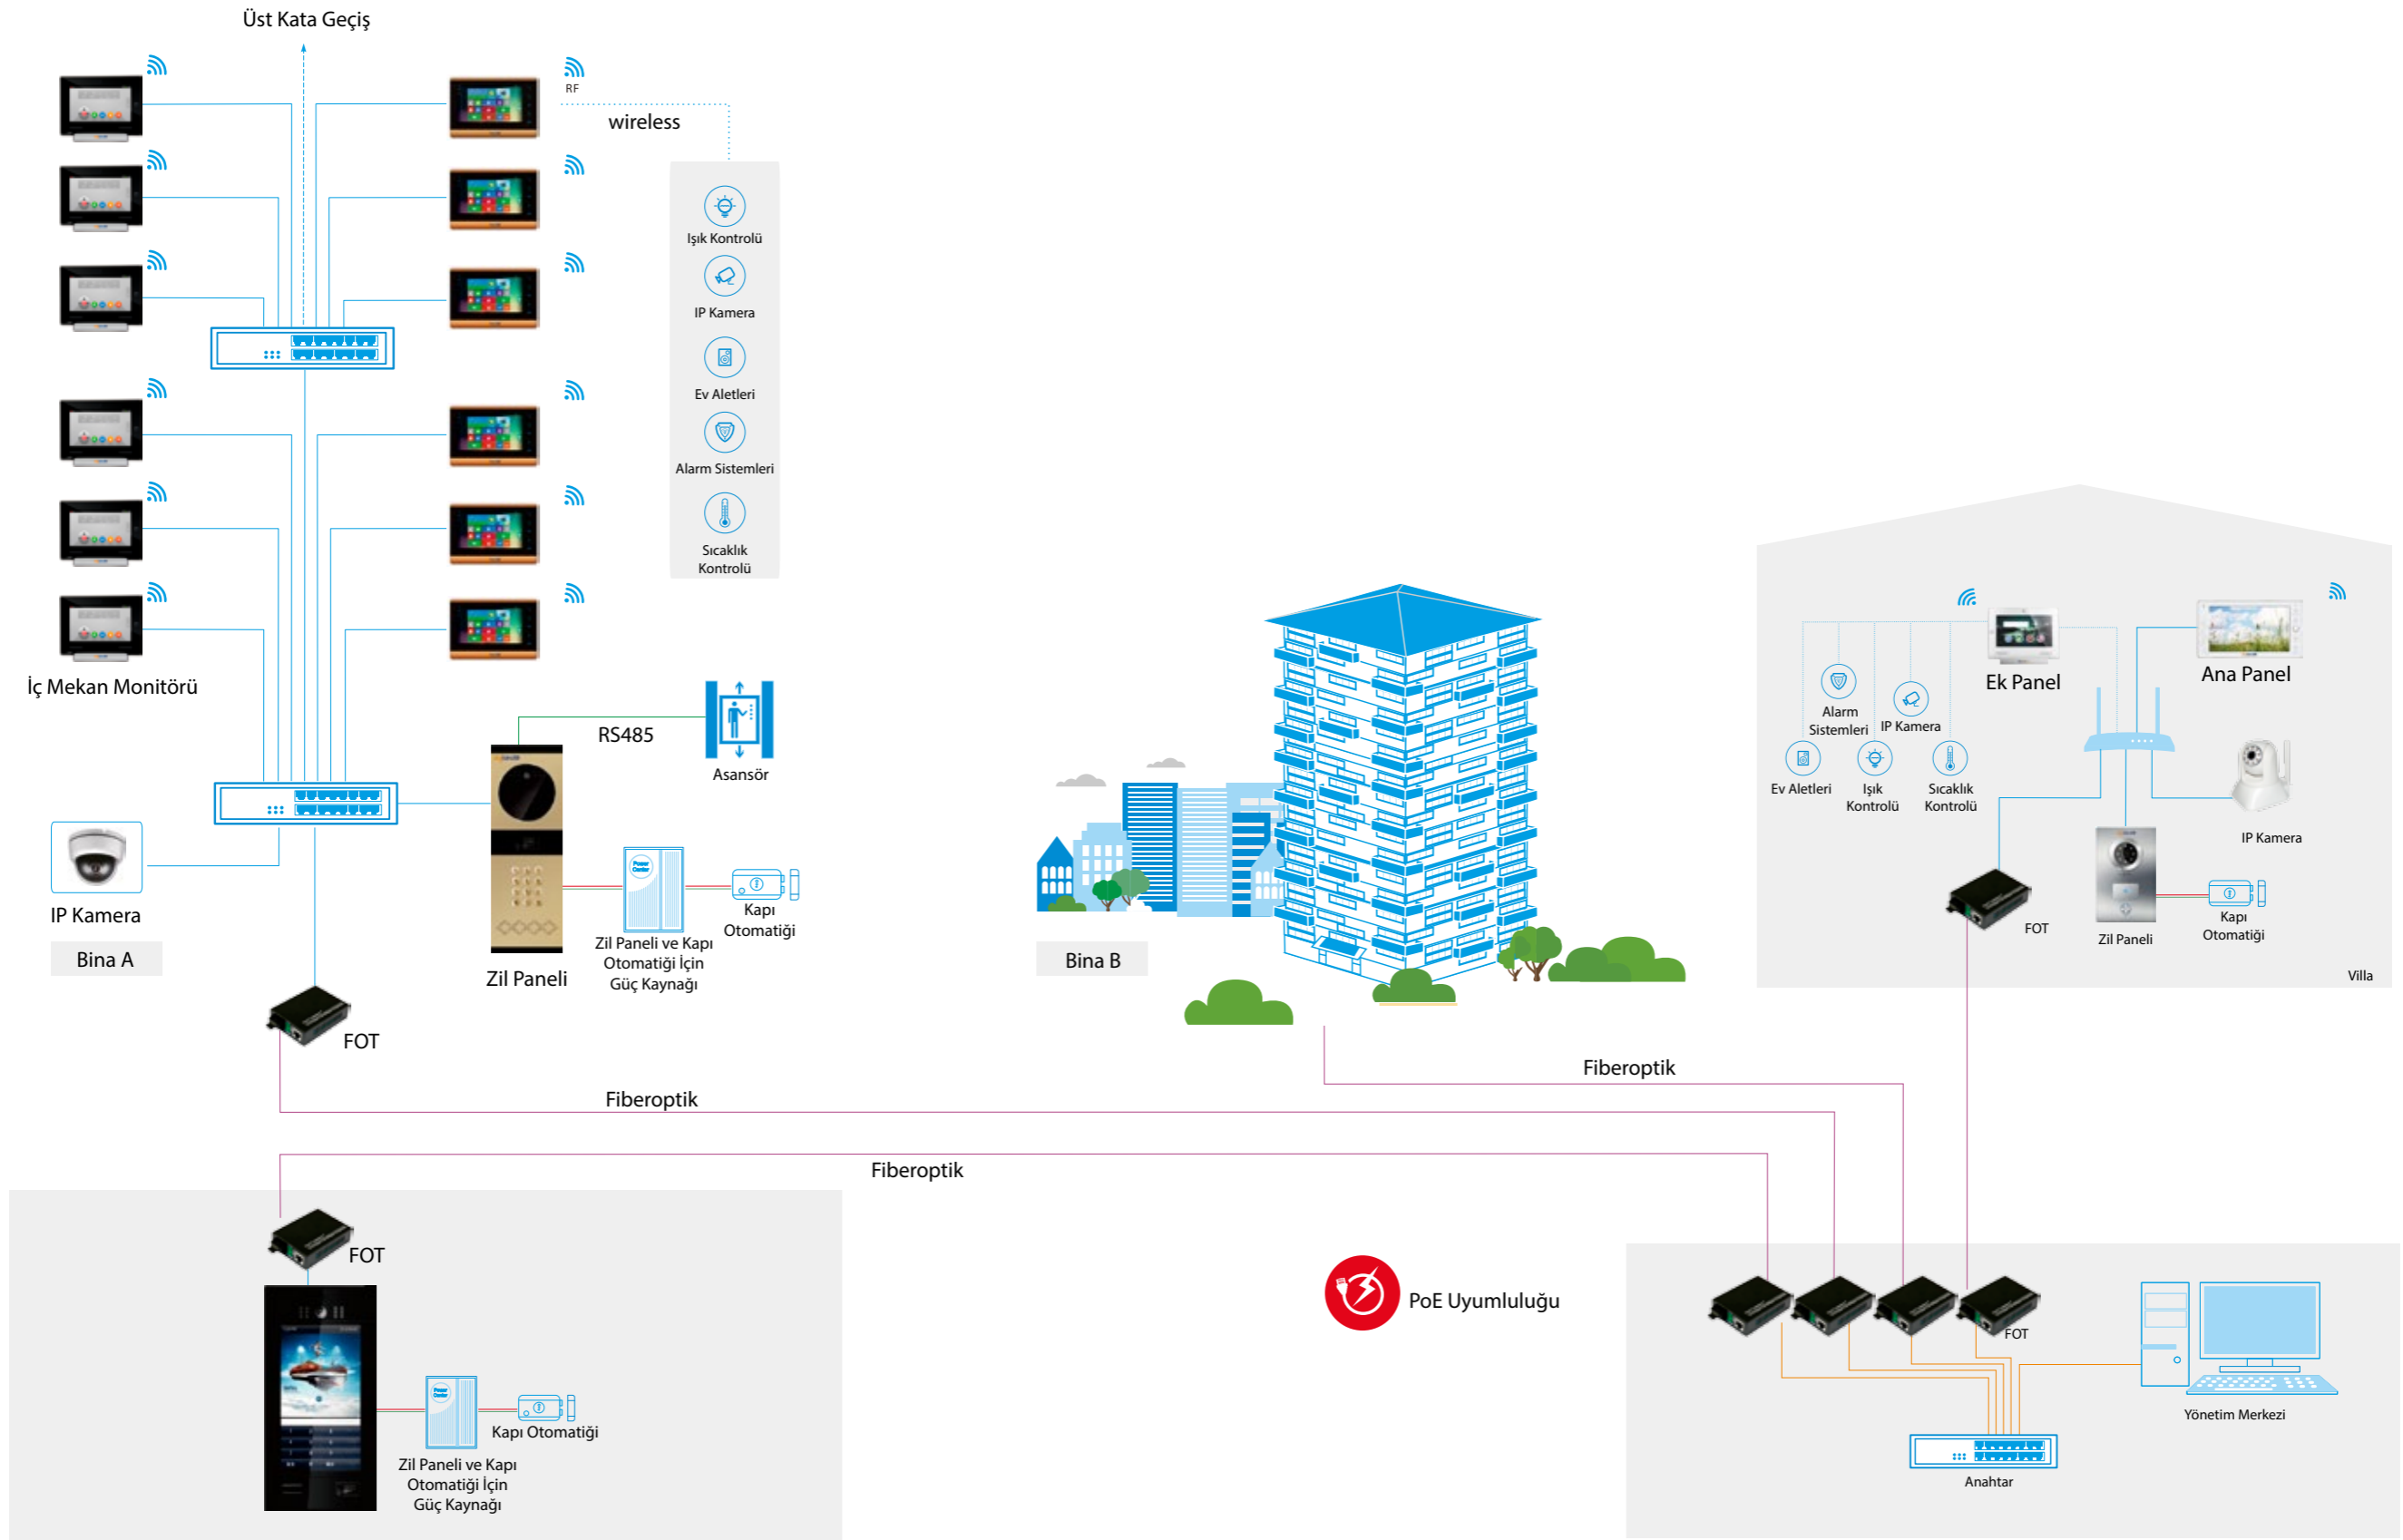 Üst Kata Geçiş
RF
wireless
Işık Kontrolü
IP Kamera
Ev Aletleri
Alarm Sistemleri
Sıcaklık
Kontrolü
İç Mekan Monitörü
RS485
Asansör
IP Kamera
Bina A
Power
Center
Kapı
Otomatiği
Zil Paneli ve Kapı
Otomatiği İçin
Güç Kaynağı
Zil Paneli
FOT
Bina B
Ek Panel
Ana Panel
Alarm
Sistemleri
IP Kamera
Ev Aletleri
Işık
Kontrolü
Sıcaklık
Kontrolü
IP Kamera
FOT
Zil Paneli
Kapı
Otomatiği
Villa
Fiberoptik
Fiberoptik
Fiberoptik
FOT
Power
Center
Kapı Otomatiği
Zil Paneli ve Kapı
Otomatiği İçin
Güç Kaynağı
PoE Uyumluluğu
FOT
Yönetim Merkezi
Anahtar